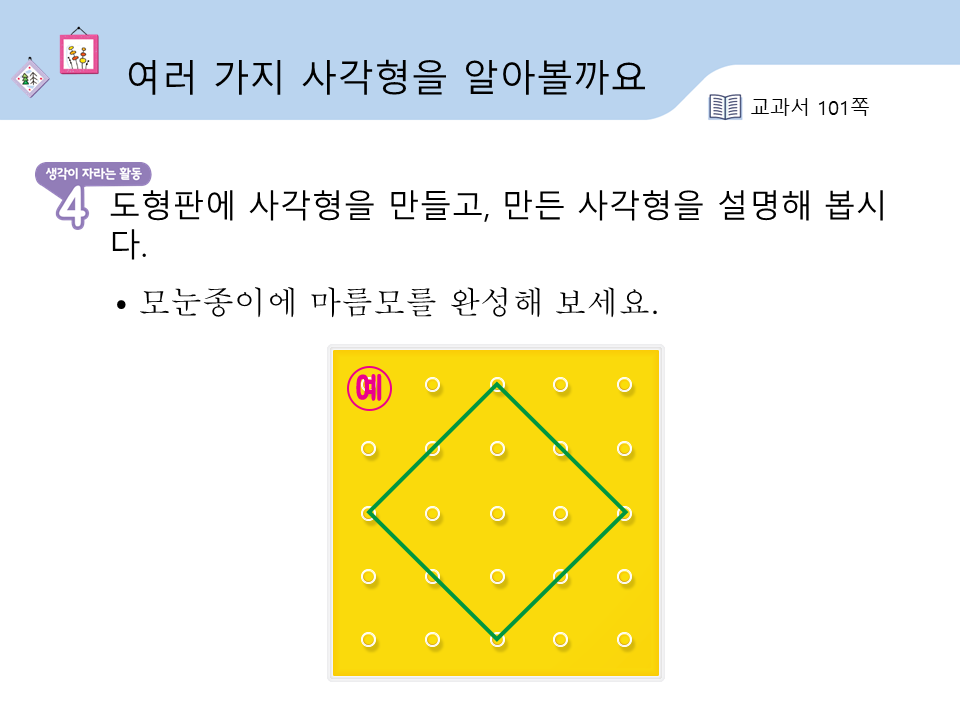 여러 가지 사각형을 알아볼까요
교과서 101쪽
생각이 자라는 활동
4
도형판에 사각형을 만들고, 만든 사각형을 설명해 봅시
다.
• 모눈종이에 마름모를 완성해 보세요.
예